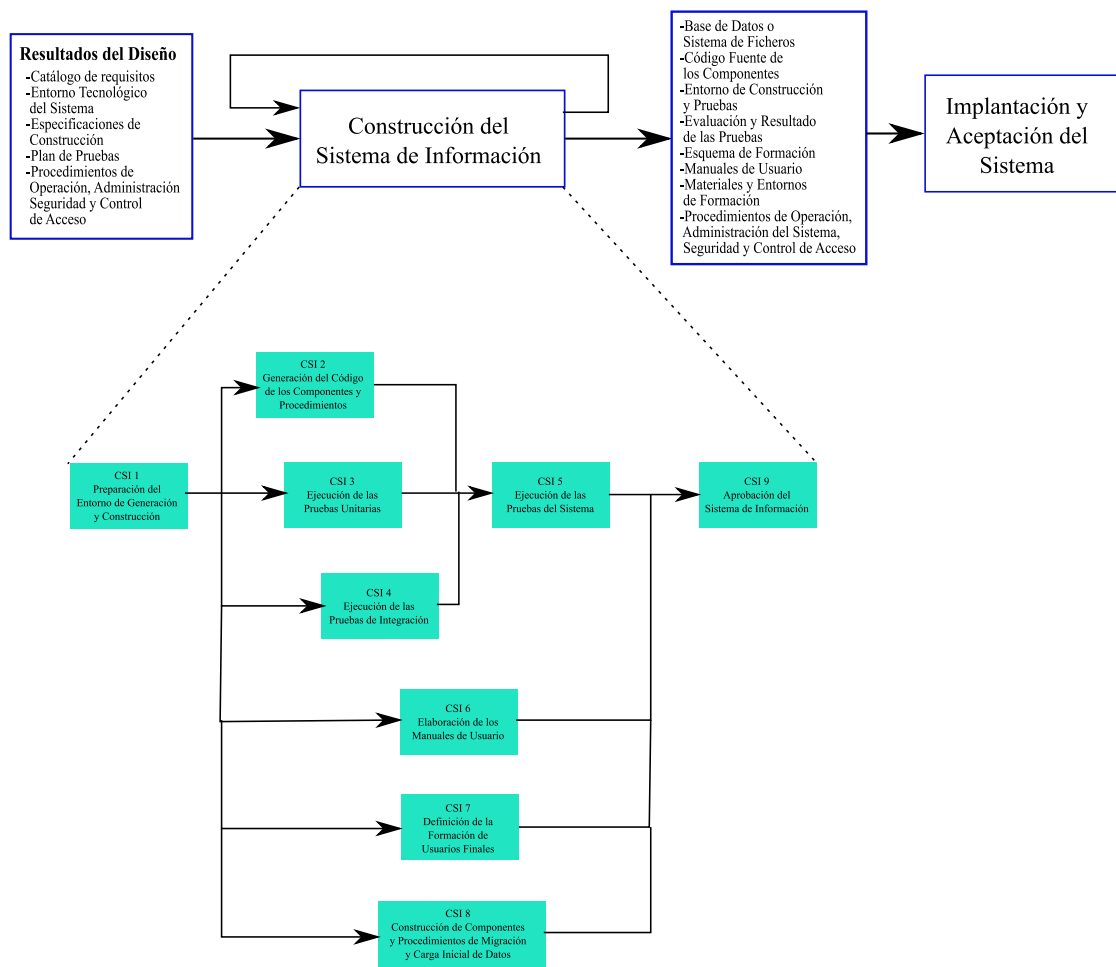 Resultados del Diseño
-Catálogo de requisitos
-Entorno Tecnológico
del Sistema
-Especificaciones de
Construcción
-Plan de Pruebas
-Procedimientos de
Operación, Administración
Seguridad y Control
de Acceso
Construcción del
Sistema de Información
-Base de Datos o
Sistema de Ficheros
-Código Fuente de
los Componentes
-Entorno de Construcción
y Pruebas
-Evaluación y Resultado
de las Pruebas
-Esquema de Formación
-Manuales de Usuario
-Materiales y Entornos
de Formación
-Procedimientos de Operación,
Administración del Sistema,
Seguridad y Control de Acceso
Implantación y
Aceptación del
Sistema
CSI 1
Preparación del
Entorno de Generación
y Construcción
CSI 2
Generación del Código
de los Componentes y
Procedimientos
CSI 3
Ejecución de las
Pruebas Unitarias
CSI 4
Ejecución de las
Pruebas de Integración
CSI 5
Ejecución de las
Pruebas del Sistema
CSI 6
Elaboración de los
Manuales de Usuario
CSI 7
Definición de la
Formación de
Usuarios Finales
CSI 8
Construcción de Componentes
y Procedimientos de Migración
y Carga Inicial de Datos
CSI 9
Aprobación del
Sistema de Información